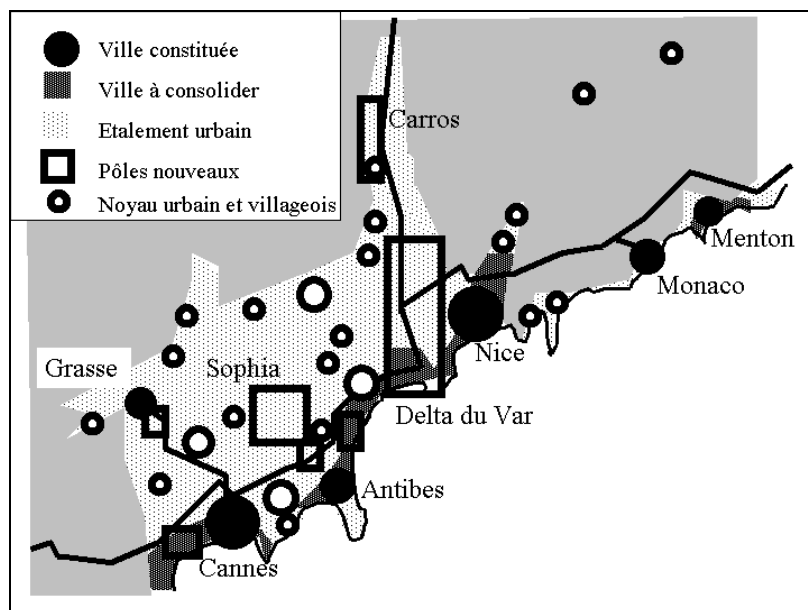 Ville constituée
Ville à consolider
Etalement urbain
Pôles nouveaux
Noyau urbain et villageois
Carros
Menton
Monaco
Nice
Grasse
Sophia
Delta du Var
Antibes
Cannes